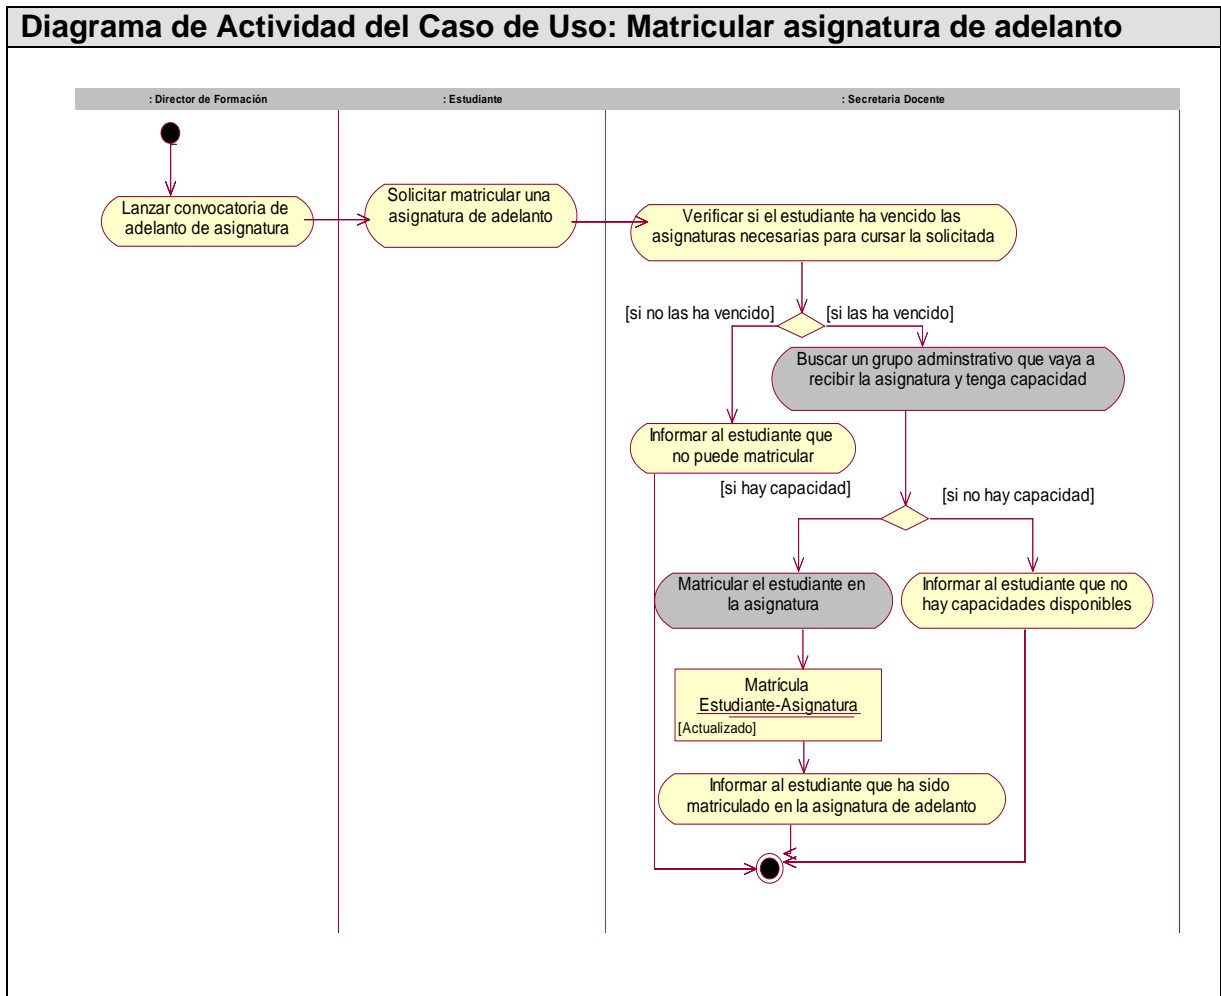 Diagrama de Actividad del Caso de Uso: Matricular asignatura de adelanto
: Director de Formación
: Estudiante
: Secretaria Docente
Lanzar convocatoria de
adelanto de asignatura
Solicitar matricular una
asignatura de adelanto
Verificar si el estudiante ha vencido las
asignaturas necesarias para cursar la solicitada
[si no las ha vencido]
[si las ha vencido]
Buscar un grupo adminstrativo que vaya a
recibir la asignatura y tenga capacidad
Informar al estudiante que
no puede matricular
[si hay capacidad]
[si no hay capacidad]
Matricular el estudiante en
la asignatura
Informar al estudiante que no
hay capacidades disponibles
Matrícula
Estudiante-Asignatura
[Actualizado]
Informar al estudiante que ha sido
matriculado en la asignatura de adelanto